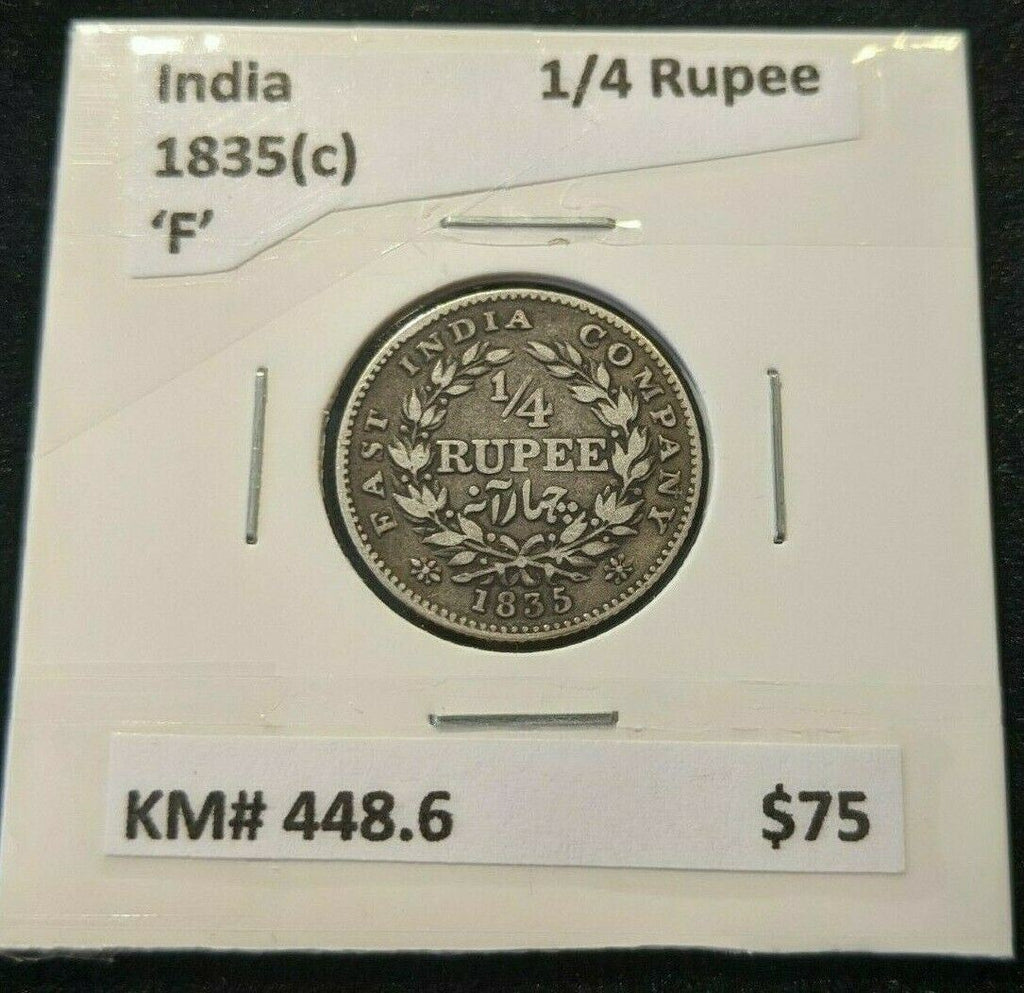 India 1/4 Rupee
1835(c)
‘F’
EAST INDIA COMPANY
1/4
RUPEE
چهار آنه
1835
KM# 448.6 $75